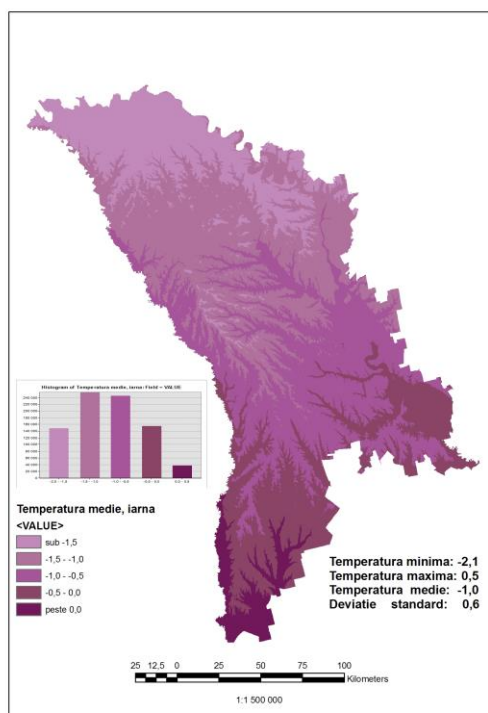 Histogram of Temperatura medie, iarna: Field = VALUE
Temperatura medie, iarna
<VALUE>
sub -1,5
-1,5 - -1,0
-1,0 - -0,5
-0,5 - 0,0
peste 0,0
Temperatura minima: -2,1
Temperatura maxima: 0,5
Temperatura medie: -1,0
Deviatie standard: 0,6
25 12,5 0 25 50 75 100
Kilometers
1:1 500 000